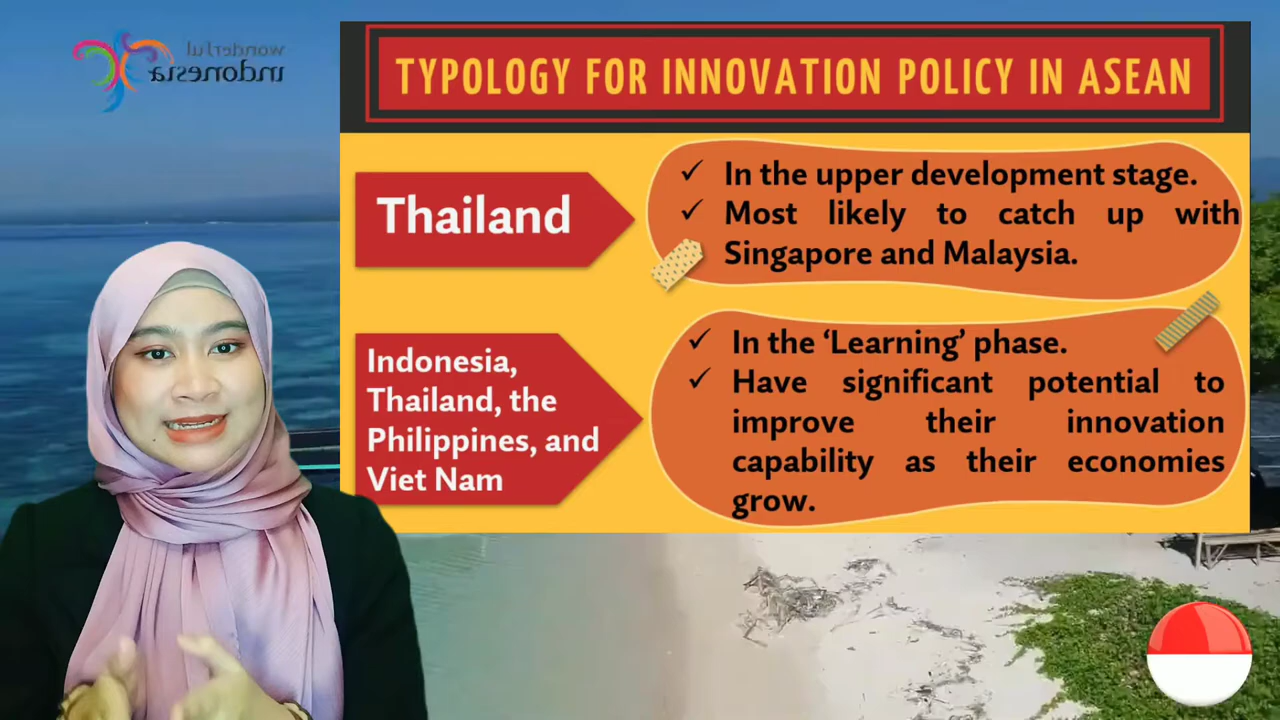 wonderful
indonesia
TYPOLOGY FOR INNOVATION POLICY IN ASEAN
Thailand
✓ In the upper development stage.
✓ Most likely to catch up with
Singapore and Malaysia.
Indonesia,
Thailand, the
Philippines, and
Viet Nam
✓ In the ‘Learning’ phase.
✓ Have significant potential to
improve their innovation
capability as their economies
grow.